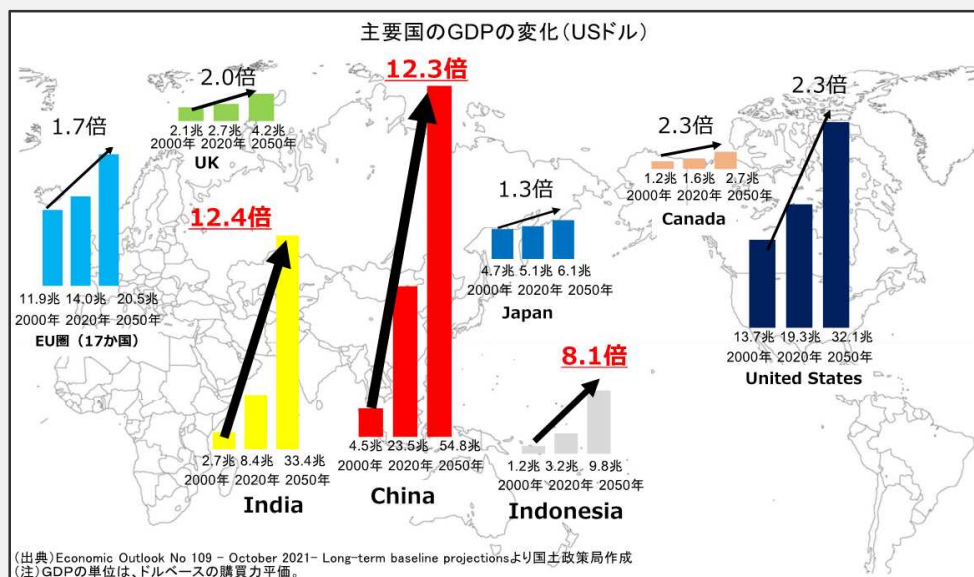 主要国のGDPの変化（USドル）
1.7倍
11.9兆 14.0兆 20.5兆
2000年 2020年 2050年
EU圏（17か国）
2.0倍
2.1兆 2.7兆 4.2兆
2000年 2020年 2050年
UK
12.4倍
2.7兆 8.4兆 33.4兆
2000年 2020年 2050年
India
12.3倍
4.5兆 23.5兆 54.8兆
2000年 2020年 2050年
China
1.3倍
4.7兆 5.1兆 6.1兆
2000年 2020年 2050年
Japan
8.1倍
1.2兆 3.2兆 9.8兆
2000年 2020年 2050年
Indonesia
2.3倍
1.2兆 1.6兆 2.7兆
2000年 2020年 2050年
Canada
2.3倍
13.7兆 19.3兆 32.1兆
2000年 2020年 2050年
United States
（出典）Economic Outlook No 109 - October 2021- Long-term baseline projectionsより国土政策局作成
（注）GDPの単位は、ドルベースの購買力平価。